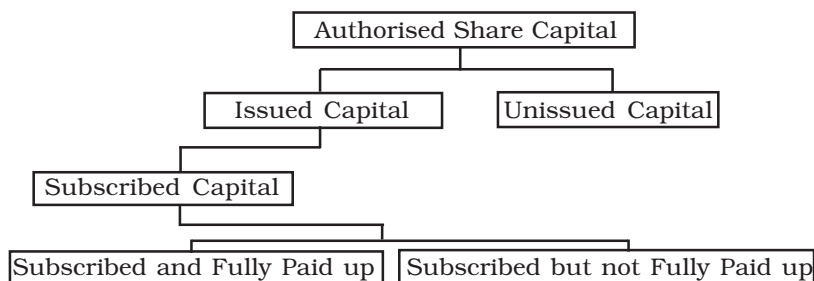 Authorised Share Capital
Issued Capital
Unissued Capital
Subscribed Capital
Subscribed and Fully Paid up
Subscribed but not Fully Paid up